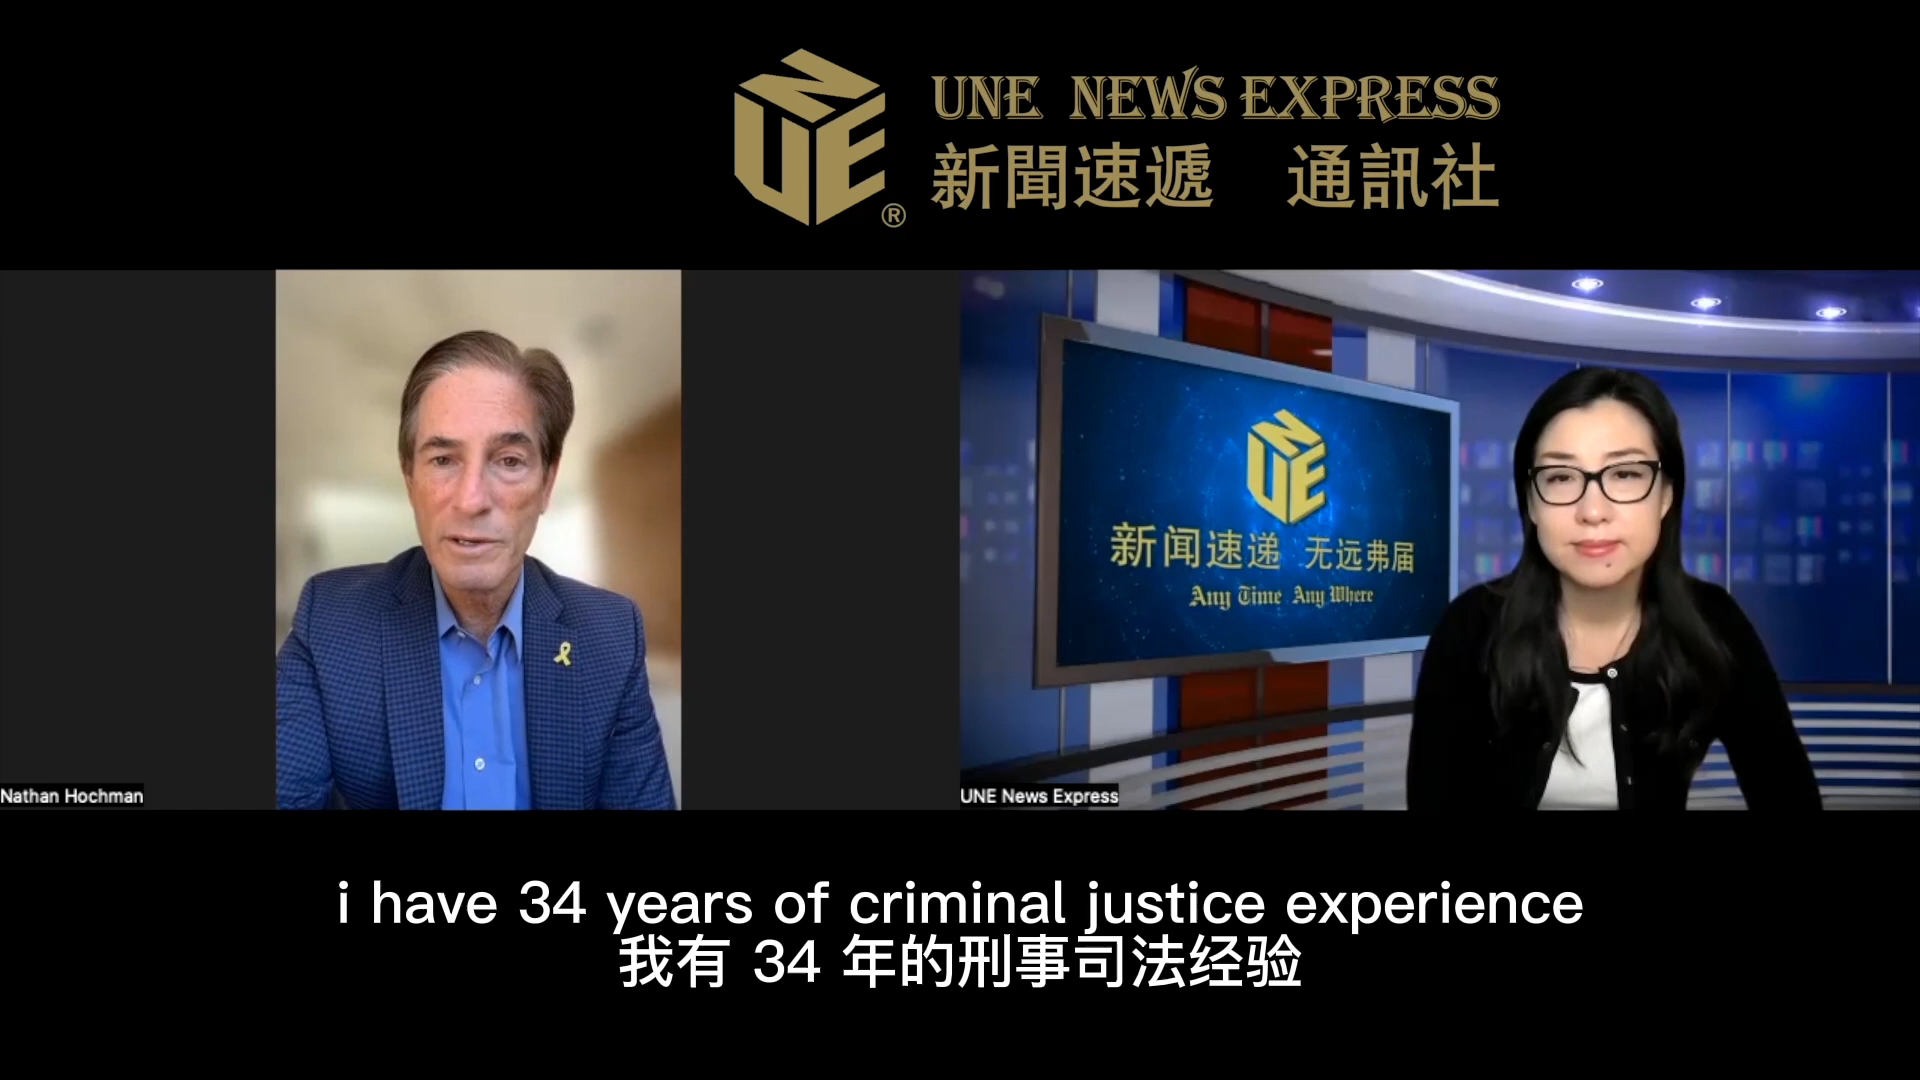 UNE
®
UNE NEWS EXPRESS
新聞速遞 通訊社
UNE
新闻速递 无远弗届
Any Time Any Where
Nathan Hochman
UNE News Express
i have 34 years of criminal justice experience
我有 34 年的刑事司法经验